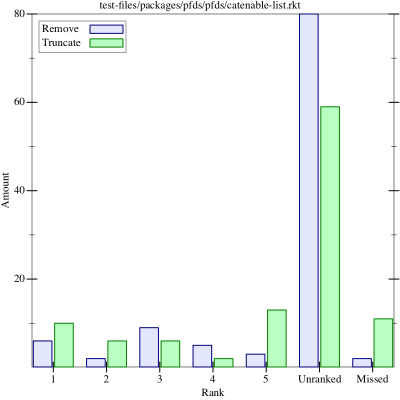 test-files/packages/pfds/pfds/catenable-list.rkt
Remove
Truncate
80
60
40
20
Amount
1 2 3 4 5 Unranked Missed
Rank